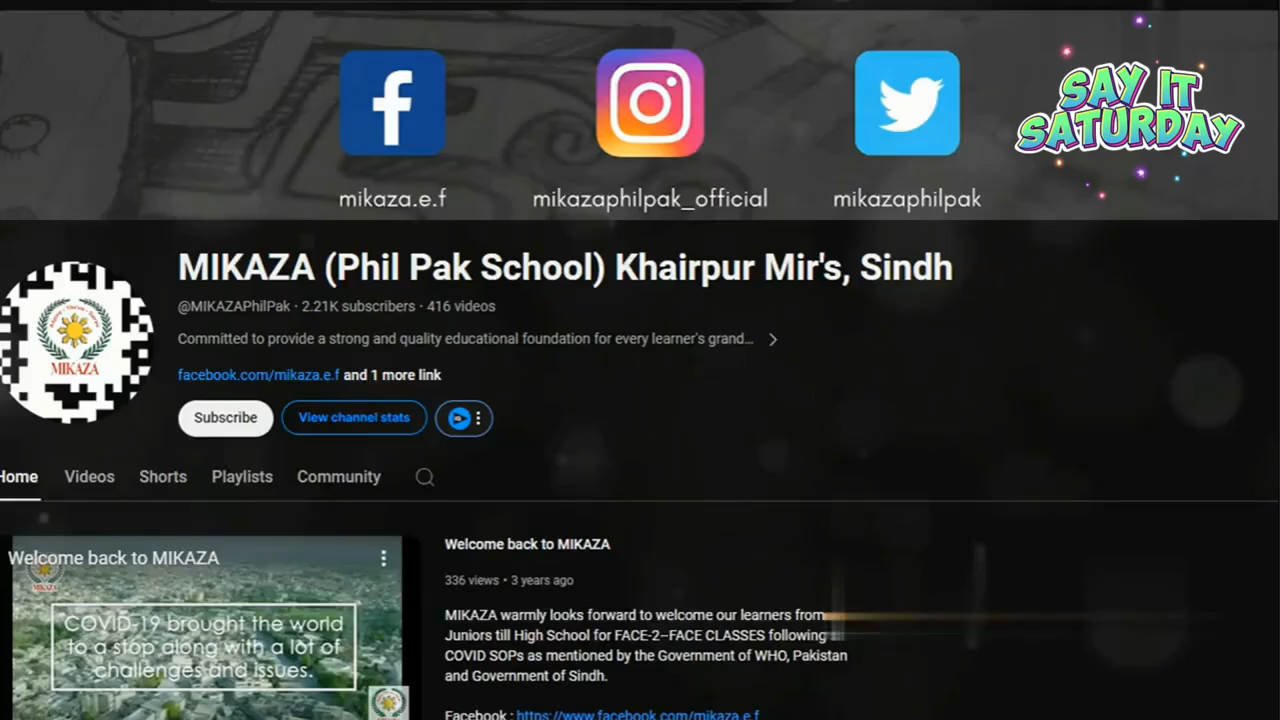 SAY IT
SATURDAY
mikaza.e.f
mikazaphilpak_official
mikazaphilpak
MIKAZA (Phil Pak School) Khairpur Mir's, Sindh
@MIKAZAPhilPak · 2.21K subscribers · 416 videos
Committed to provide a strong and quality educational foundation for every learner's grand...
facebook.com/mikaza.e.f and 1 more link
Subscribe
View channel stats
MIKAZA
Home
Videos
Shorts
Playlists
Community
Welcome back to MIKAZA
COVID-19 brought the world
to a stop along with a lot of
challenges and issues.
Welcome back to MIKAZA
336 views • 3 years ago
MIKAZA warmly looks forward to welcome our learners from
Juniors till High School for FACE-2--FACE CLASSES following
COVID SOPs as mentioned by the Government of WHO, Pakistan
and Government of Sindh.
Facebook : https://www.facebook.com/mikaza.e.f